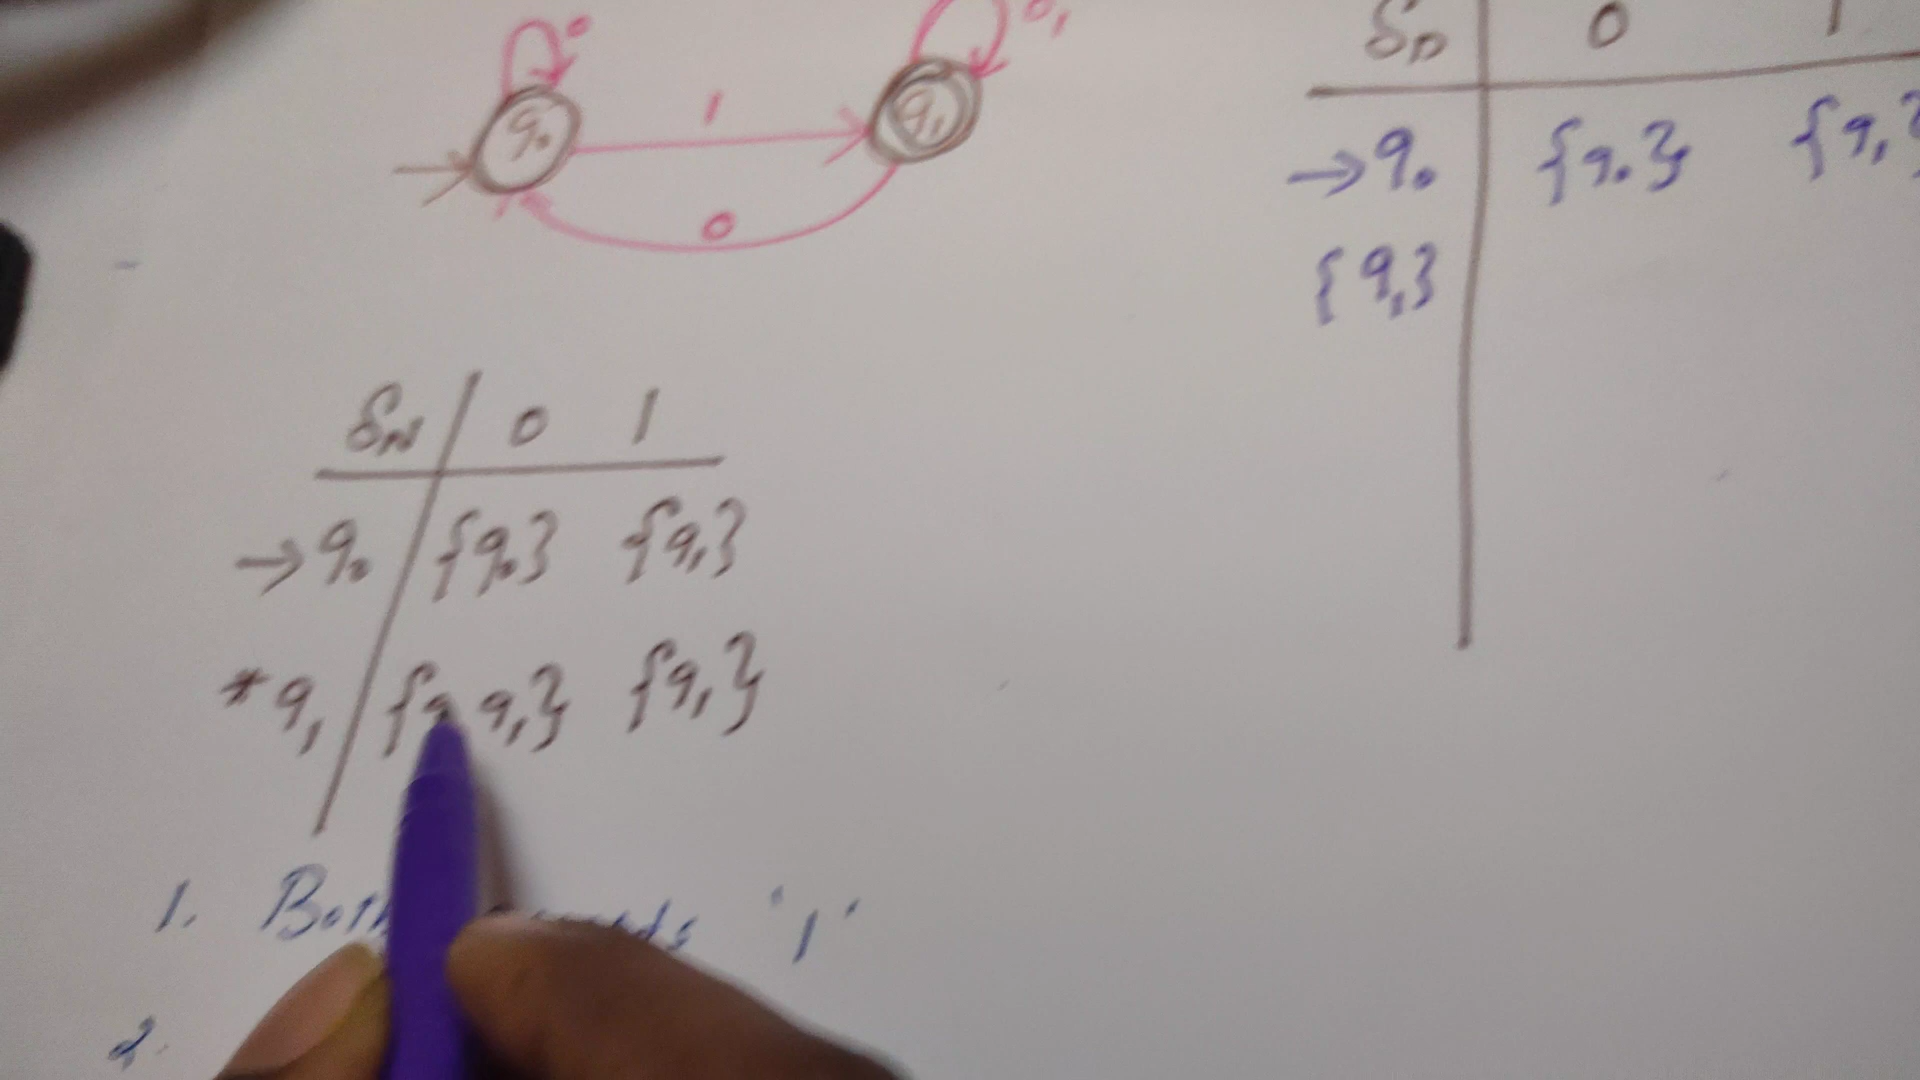 0
0,1
q₀
1
q₁
0
δD 0 1
→q₀ {q₀} {q₁}
{q₁}
δN 0 1
→q₀ {q₀} {q₁}
*q₁ {q q₁} {q₁}
1. Both '1'
2.